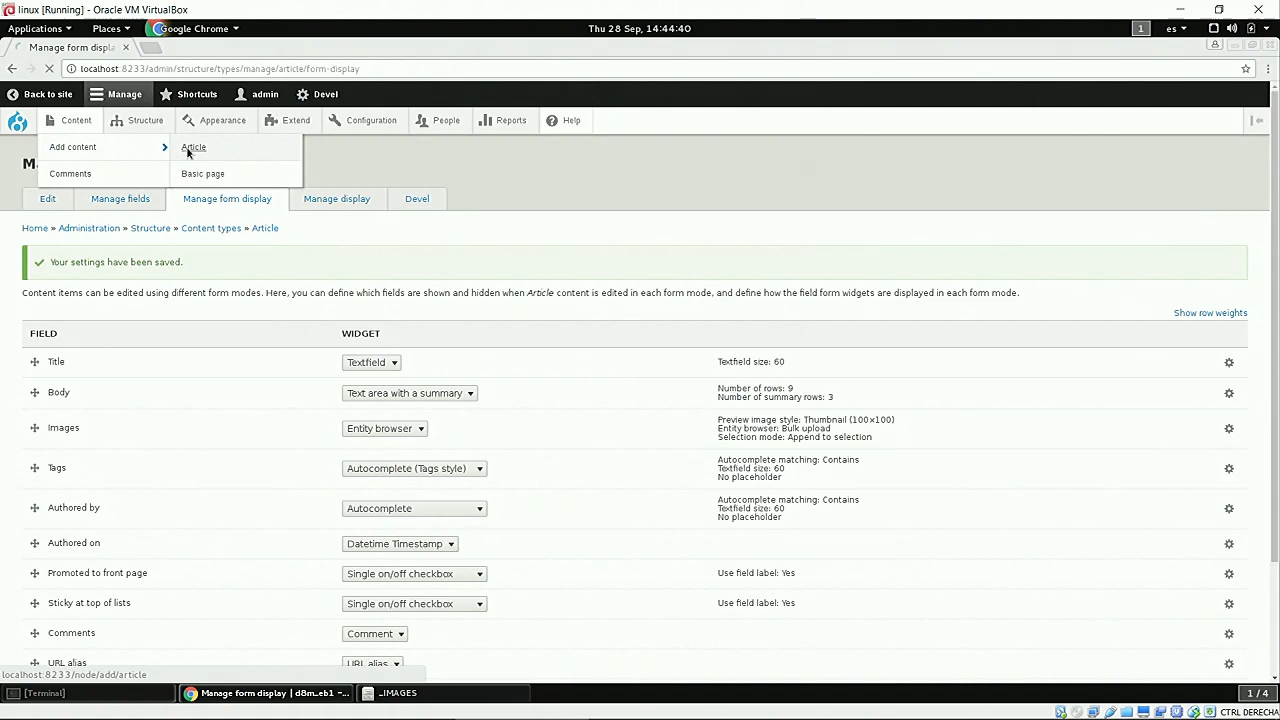 linux [Running] - Oracle VM VirtualBox
Applications Places Google Chrome Thu 28 Sep, 14:44:40 1 es
Manage form displa
localhost:8233/admin/structure/types/manage/article/form-display
Back to site Manage Shortcuts admin Devel
Content Structure Appearance Extend Configuration People Reports Help
Add content Article
Comments Basic page
Edit Manage fields Manage form display Manage display Devel
Home » Administration » Structure » Content types » Article
Your settings have been saved.
Content items can be edited using different form modes. Here, you can define which fields are shown and hidden when Article content is edited in each form mode, and define how the field form widgets are displayed in each form mode.
Show row weights
FIELD WIDGET
Title Textfield Textfield size: 60
Body Text area with a summary Number of rows: 9
Number of summary rows: 3
Images Entity browser Preview image style: Thumbnail (100×100)
Entity browser: Bulk upload
Selection mode: Append to selection
Tags Autocomplete (Tags style) Autocomplete matching: Contains
Textfield size: 60
No placeholder
Authored by Autocomplete Autocomplete matching: Contains
Textfield size: 60
No placeholder
Authored on Datetime Timestamp
Promoted to front page Single on/off checkbox Use field label: Yes
Sticky at top of lists Single on/off checkbox Use field label: Yes
Comments Comment
URL alias URL alias
localhost:8233/node/add/article
[Terminal] Manage form display | d8m_eb1 -... _IMAGES 1 / 4
CTRL DERECHA